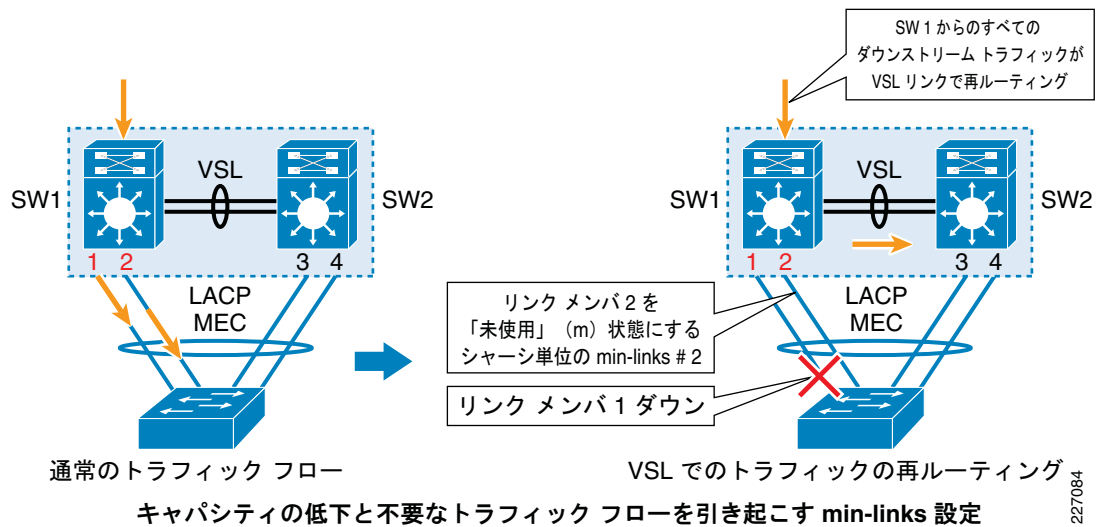 SW 1 からのすべての
ダウンストリーム トラフィックが
VSL リンクで再ルーティング
VSL
SW1
SW2
1 2
3 4
LACP
MEC
通常のトラフィック フロー
VSL
SW1
SW2
1 2
3 4
LACP
MEC
リンク メンバ 2 を
「未使用」（m）状態にする
シャーシ単位の min-links # 2
リンク メンバ 1 ダウン
VSL でのトラフィックの再ルーティング
キャパシティの低下と不要なトラフィック フローを引き起こす min-links 設定
227084